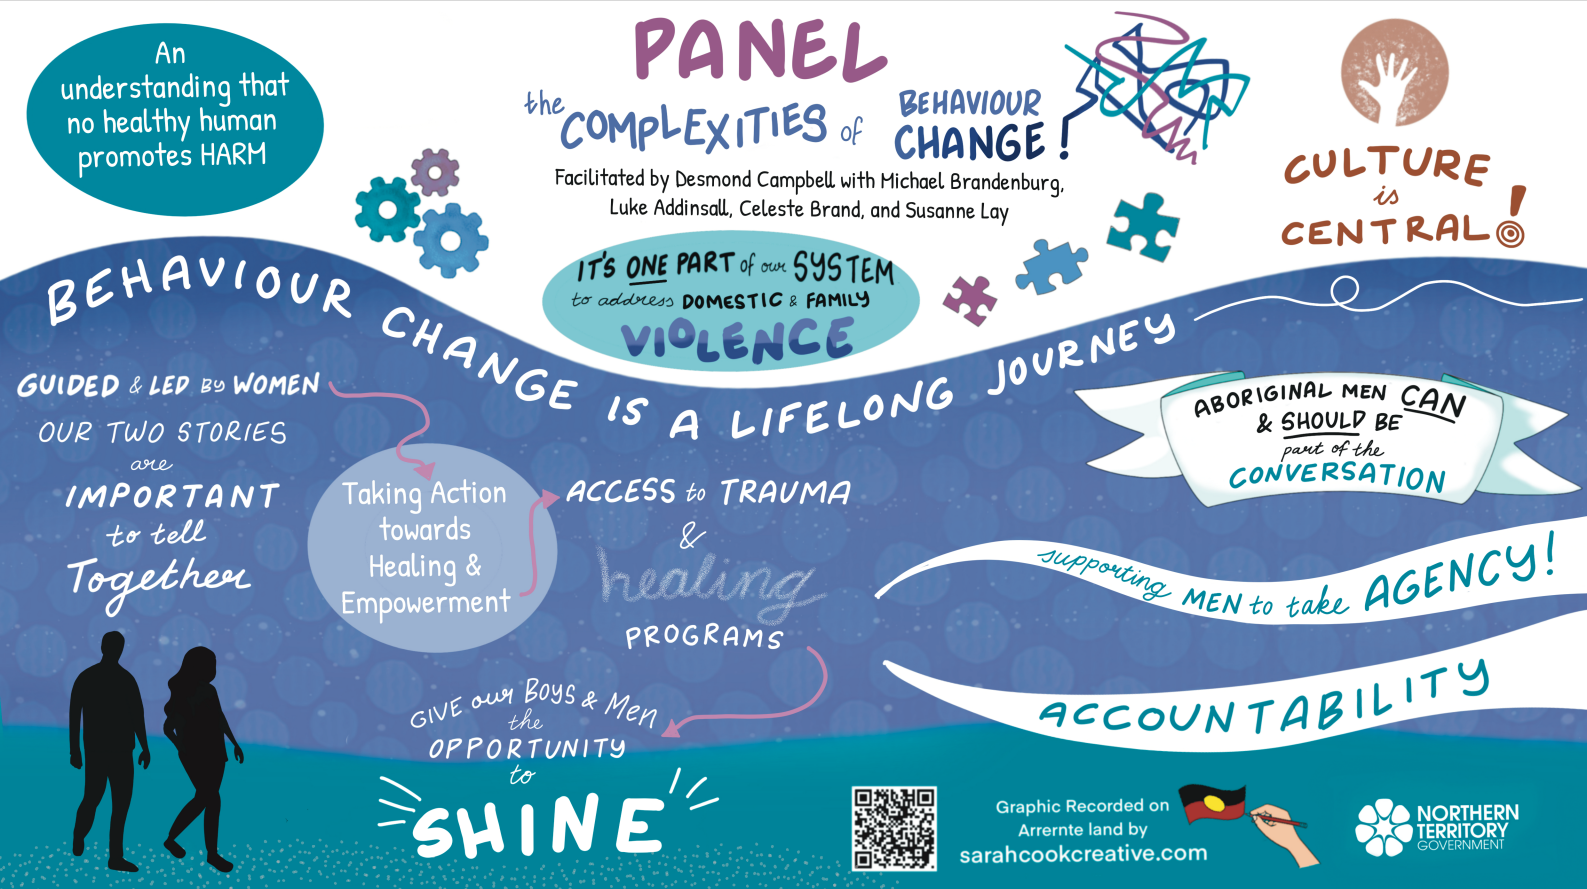 An
understanding that
no healthy human
promotes HARM
PANEL
the COMPLEXITIES of BEHAVIOUR CHANGE!
Facilitated by Desmond Campbell with Michael Brandenburg,
Luke Addinsall, Celeste Brand, and Susanne Lay
CULTURE
is
CENTRAL!
IT'S ONE PART of our SYSTEM
to address DOMESTIC & FAMILY
VIOLENCE
BEHAVIOUR CHANGE IS A LIFELONG JOURNEY
GUIDED & LED BY WOMEN
OUR TWO STORIES
are
IMPORTANT
to tell
Together
Taking Action
towards
Healing &
Empowerment
ACCESS to TRAUMA
&
healing
PROGRAMS
GIVE our BOYS & Men
the
OPPORTUNITY
to
SHINE
ABORIGINAL MEN CAN
& SHOULD BE
part of the
CONVERSATION
supporting MEN to take AGENCY!
ACCOUNTABILITY
Graphic Recorded on
Arrernte land by
sarahcookcreative.com
NORTHERN
TERRITORY
GOVERNMENT